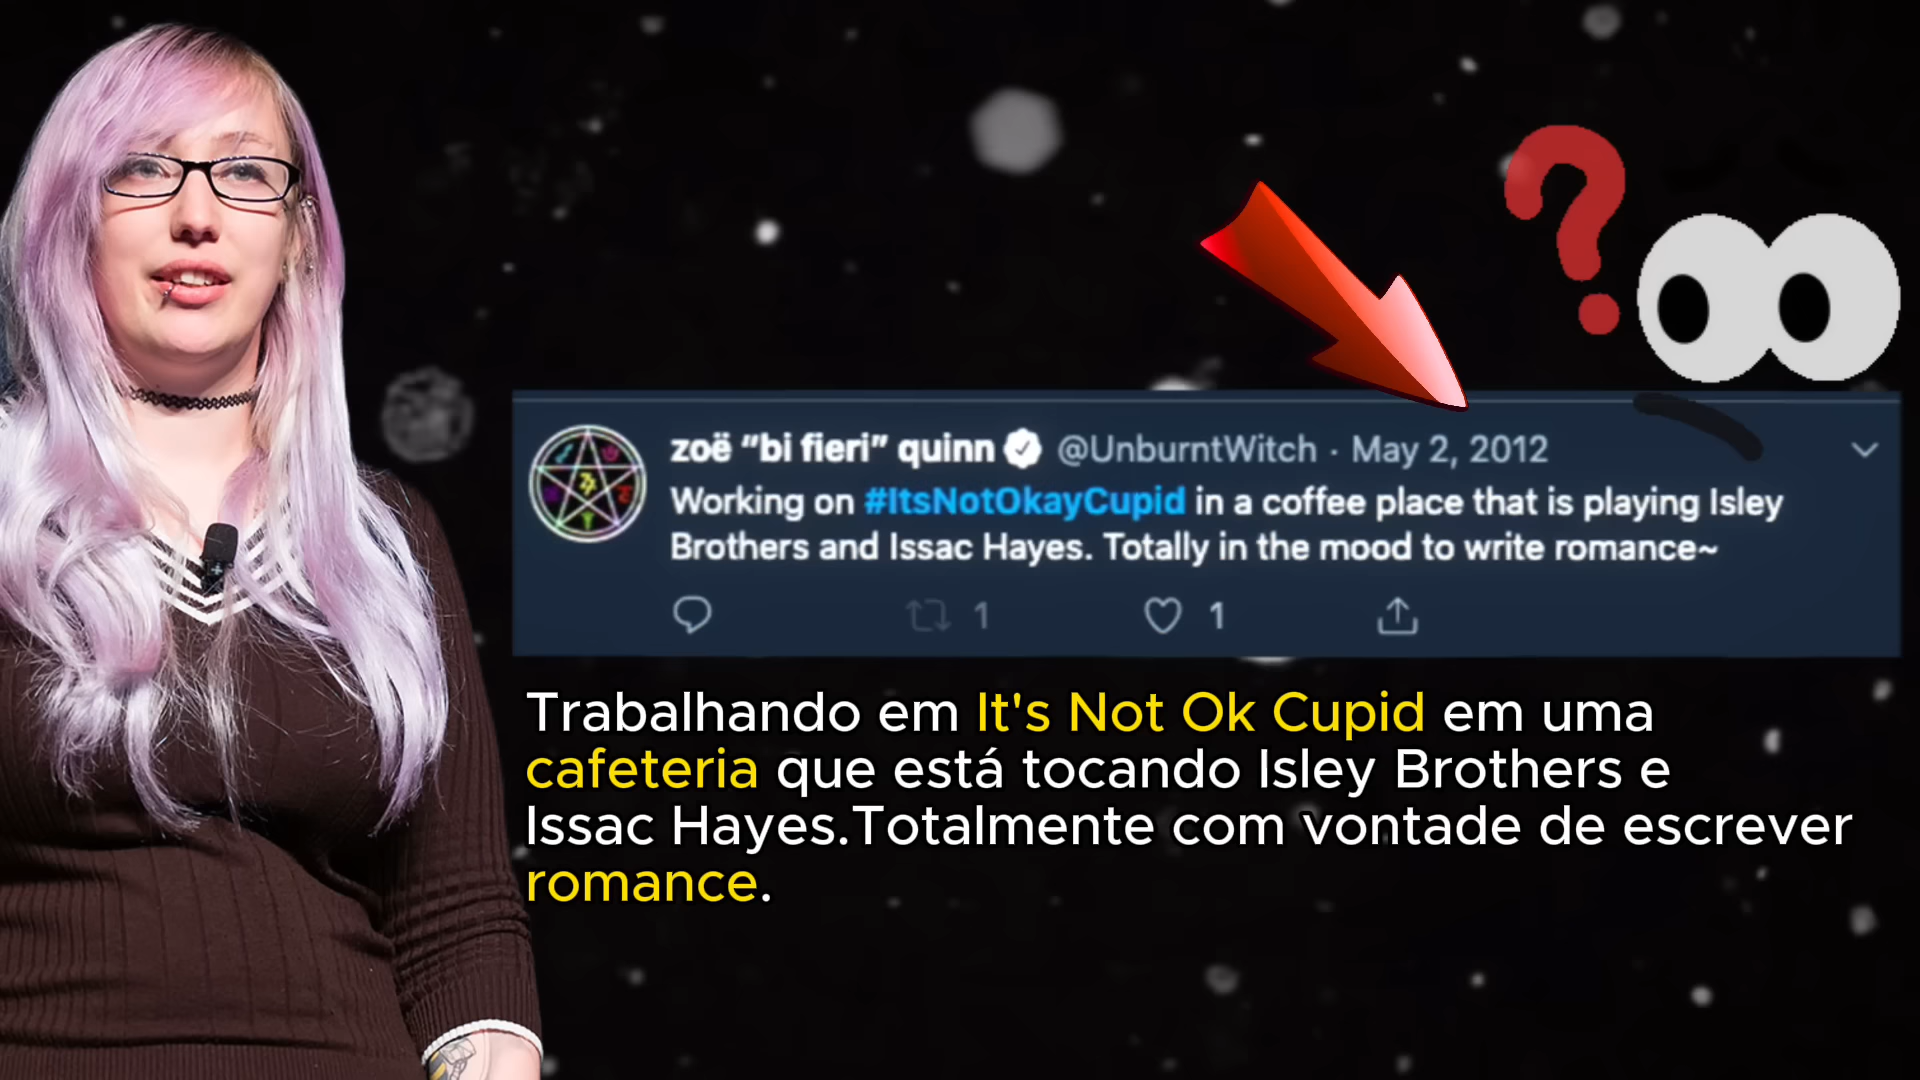 zoë "bi fieri" quinn @UnburntWitch · May 2, 2012
Working on #ItsNotOkayCupid in a coffee place that is playing Isley
Brothers and Issac Hayes. Totally in the mood to write romance~
1 1
?
Trabalhando em It's Not Ok Cupid em uma
cafeteria que está tocando Isley Brothers e
Issac Hayes.Totalmente com vontade de escrever
romance.